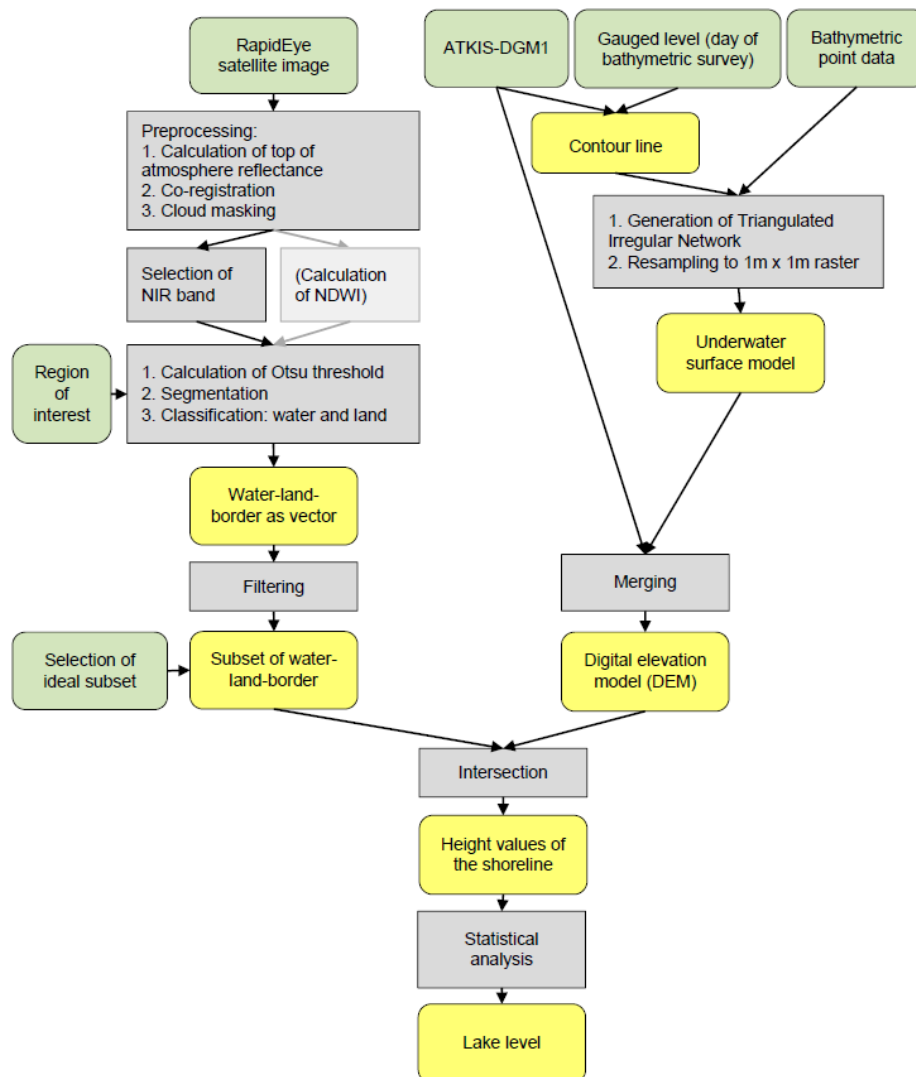 RapidEye
satellite image
ATKIS-DGM1
Gauged level (day of
bathymetric survey)
Bathymetric
point data
Preprocessing:
1. Calculation of top of
atmosphere reflectance
2. Co-registration
3. Cloud masking
Contour line
1. Generation of Triangulated
Irregular Network
2. Resampling to 1m x 1m raster
Selection of
NIR band
(Calculation
of NDWI)
Underwater
surface model
Region
of
interest
1. Calculation of Otsu threshold
2. Segmentation
3. Classification: water and land
Water-land-
border as vector
Filtering
Merging
Selection of
ideal subset
Subset of water-
land-border
Digital elevation
model (DEM)
Intersection
Height values of
the shoreline
Statistical
analysis
Lake level